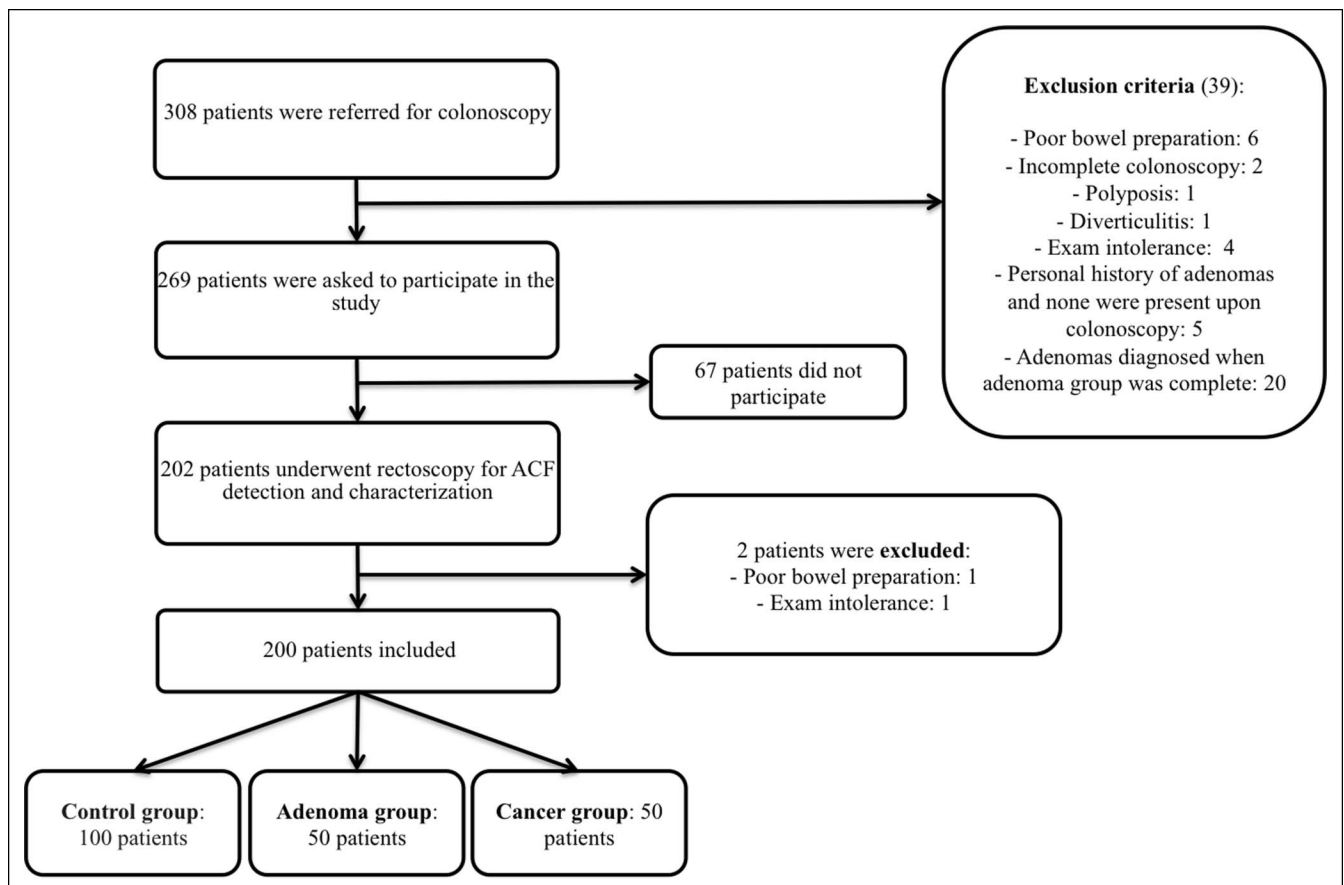 308 patients were referred for colonoscopy
Exclusion criteria (39):
- Poor bowel preparation: 6
- Incomplete colonoscopy: 2
- Polyposis: 1
- Diverticulitis: 1
- Exam intolerance: 4
- Personal history of adenomas
and none were present upon
colonoscopy: 5
- Adenomas diagnosed when
adenoma group was complete: 20
269 patients were asked to participate in the
study
67 patients did not
participate
202 patients underwent rectoscopy for ACF
detection and characterization
2 patients were excluded:
- Poor bowel preparation: 1
- Exam intolerance: 1
200 patients included
Control group:
100 patients
Adenoma group:
50 patients
Cancer group: 50
patients